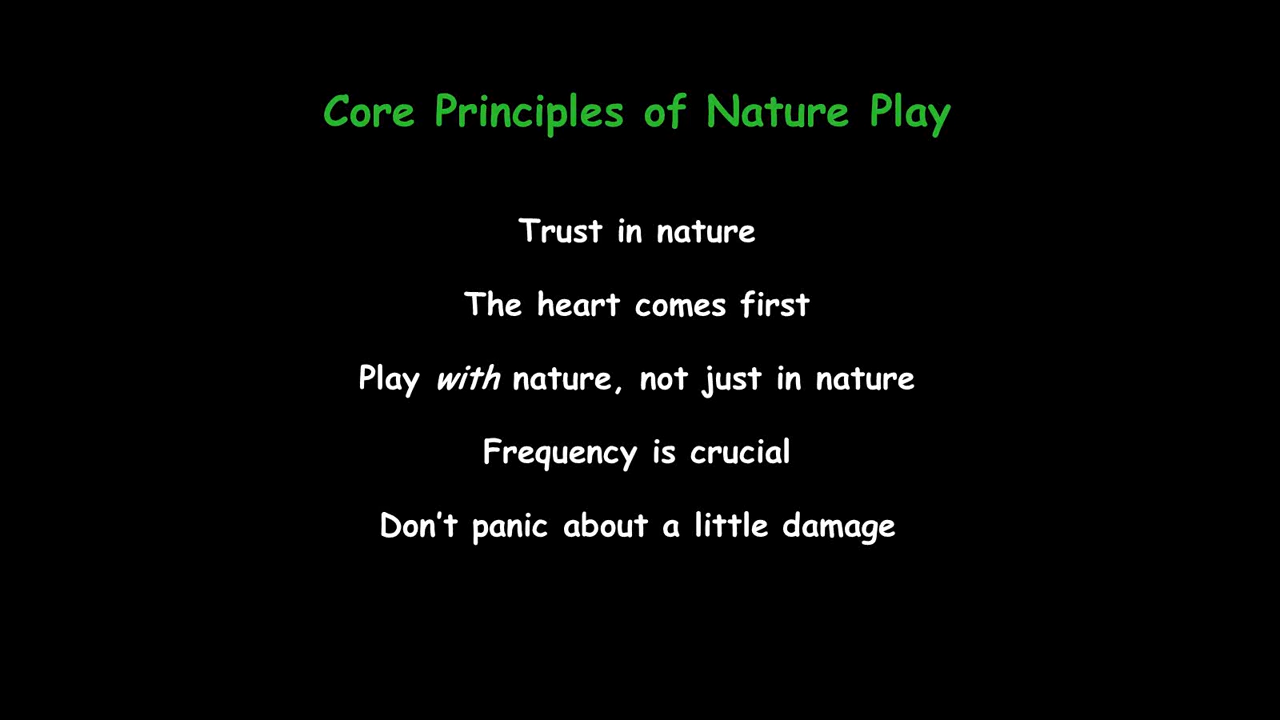 Core Principles of Nature Play
Trust in nature
The heart comes first
Play with nature, not just in nature
Frequency is crucial
Don't panic about a little damage